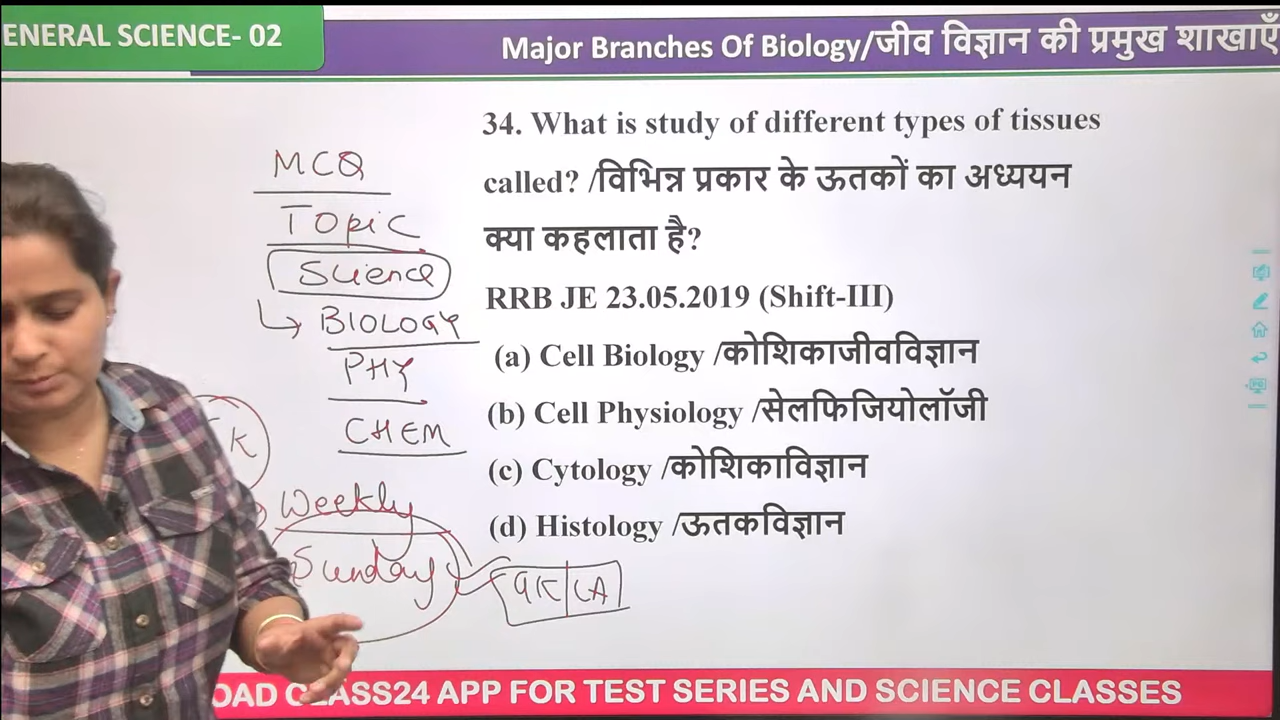 ENERAL SCIENCE- 02
Major Branches Of Biology/जीव विज्ञान की प्रमुख शाखाएँ
34. What is study of different types of tissues
called? /विभिन्न प्रकार के ऊतकों का अध्ययन
क्या कहलाता है?
RRB JE 23.05.2019 (Shift-III)
(a) Cell Biology /कोशिकाजीवविज्ञान
(b) Cell Physiology /सेलफिजियोलॉजी
(c) Cytology /कोशिकाविज्ञान
(d) Histology /ऊतकविज्ञान
MCQ
Topic
Science
BIOLOGY
PHY
CHEM
Weekly
Sunday
OAD CLASS24 APP FOR TEST SERIES AND SCIENCE CLASSES